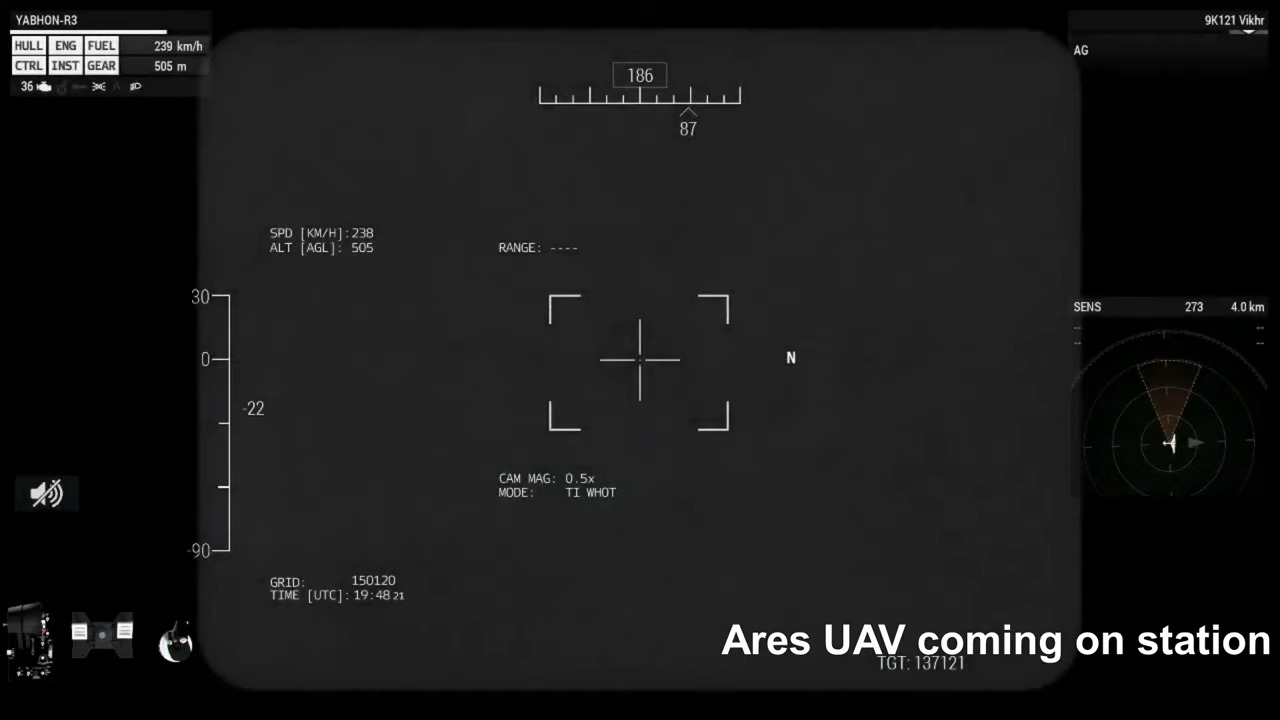 YABHON-R3
HULL ENG FUEL 239 km/h
CTRL INST GEAR 505 m
36
9K121 Vikhr
AG
186
87
SPD [KM/H]: 238
ALT [AGL]: 505
RANGE: ----
30
0
-22
-90
N
SENS 273 4.0 km
CAM MAG: 0.5x
MODE: TI WHOT
GRID: 150120
TIME [UTC]: 19:48 21
Ares UAV coming on station
TGT: 137121